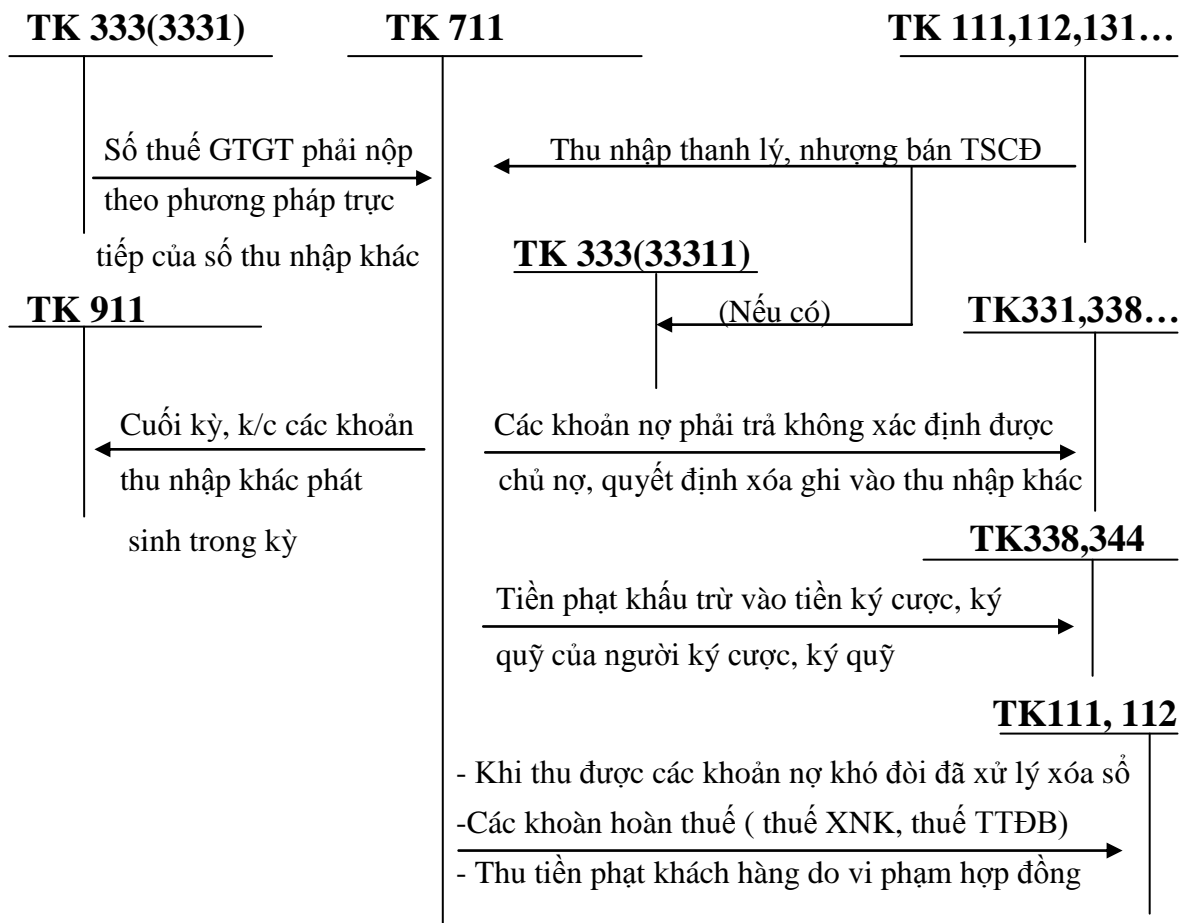 TK 333(3331) TK 711 TK 111,112,131…
Số thuế GTGT phải nộp
theo phương pháp trực
tiếp của số thu nhập khác
Thu nhập thanh lý, nhượng bán TSCĐ
TK 333(33311)
(Nếu có)
TK 911
TK331,338…
Cuối kỳ, k/c các khoản
thu nhập khác phát
sinh trong kỳ
Các khoản nợ phải trả không xác định được
chủ nợ, quyết định xóa ghi vào thu nhập khác
TK338,344
Tiền phạt khấu trừ vào tiền ký cược, ký
quỹ của người ký cược, ký quỹ
TK111, 112
- Khi thu được các khoản nợ khó đòi đã xử lý xóa sổ
-Các khoàn hoàn thuế ( thuế XNK, thuế TTĐB)
- Thu tiền phạt khách hàng do vi phạm hợp đồng